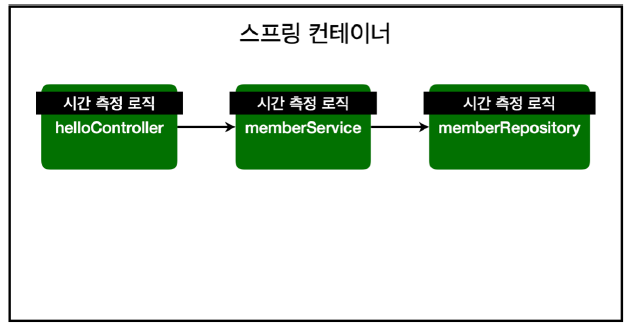 스프링 컨테이너
시간 측정 로직
helloController
시간 측정 로직
memberService
시간 측정 로직
memberRepository